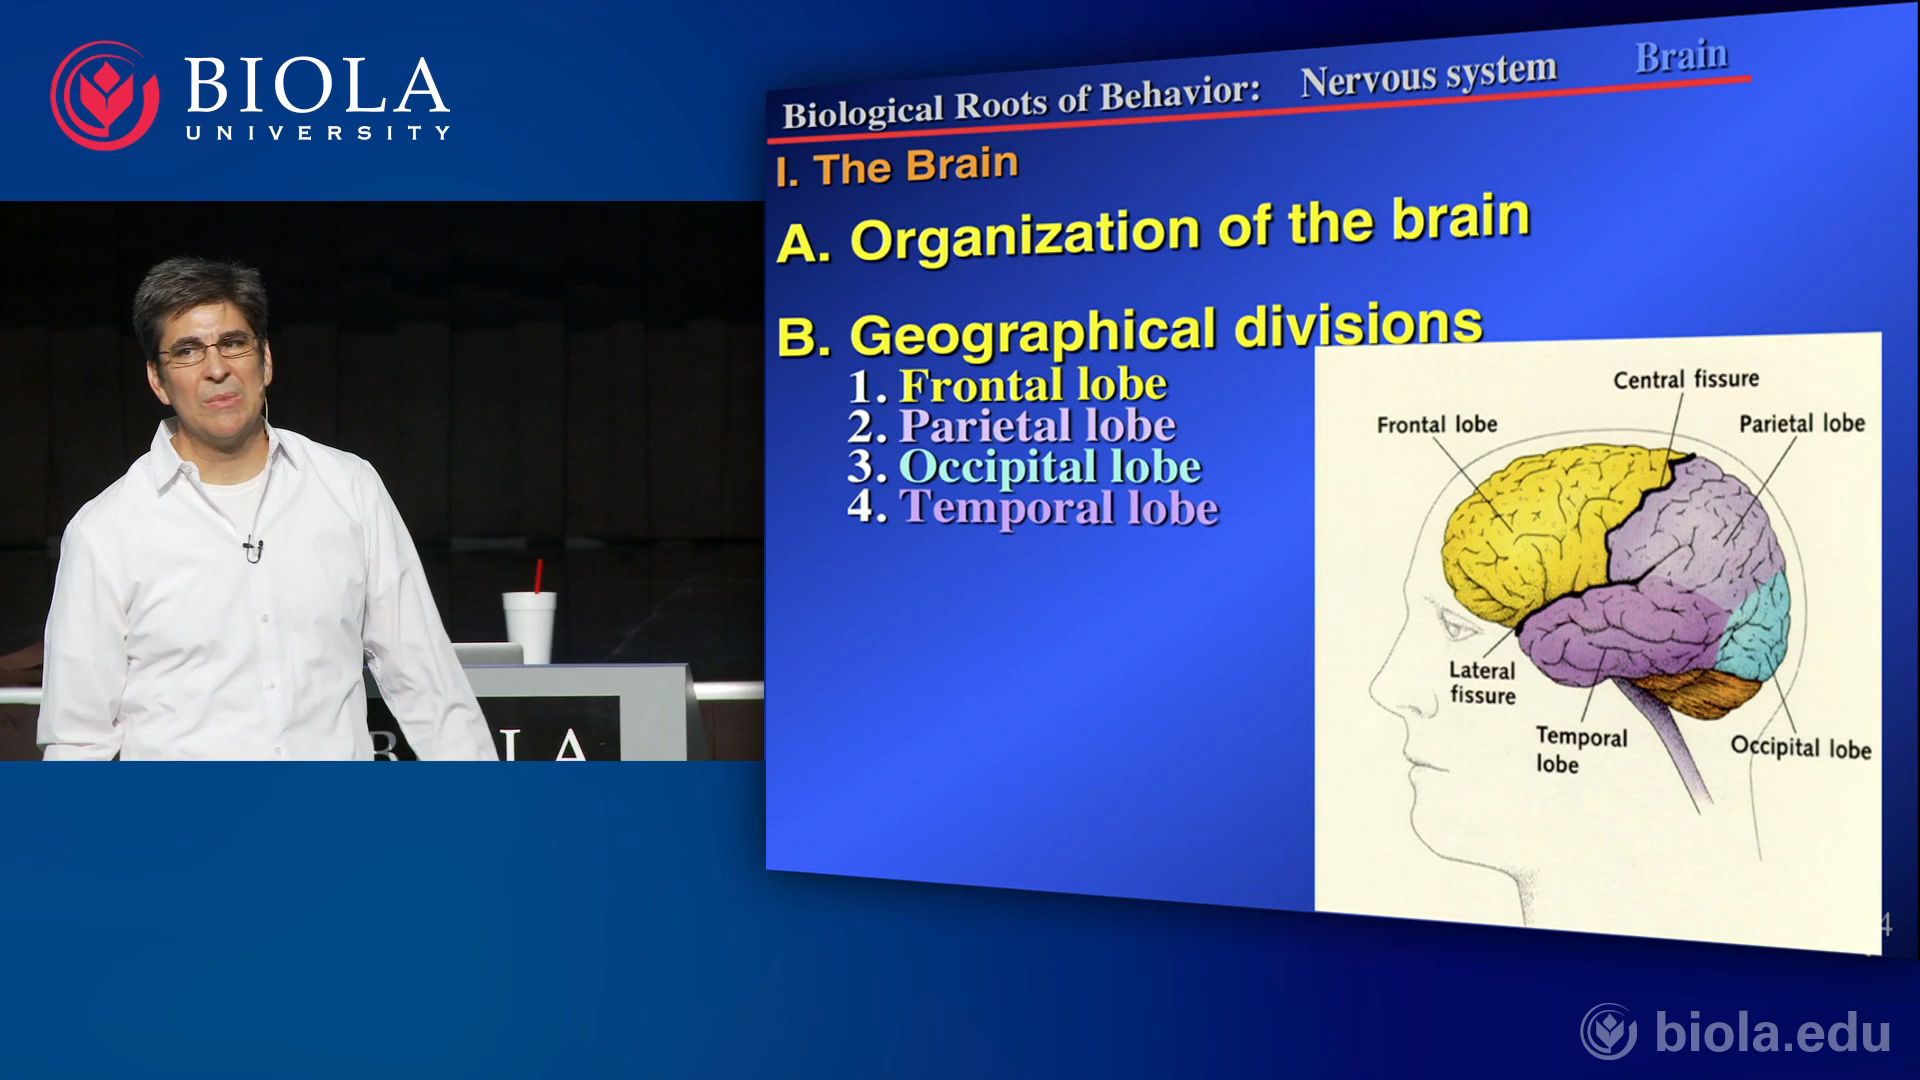 BIOLA
UNIVERSITY
Biological Roots of Behavior: Nervous system Brain
I. The Brain
A. Organization of the brain
B. Geographical divisions
1. Frontal lobe
2. Parietal lobe
3. Occipital lobe
4. Temporal lobe
Central fissure
Frontal lobe
Parietal lobe
Lateral
fissure
Temporal
lobe
Occipital lobe
4
biola.edu